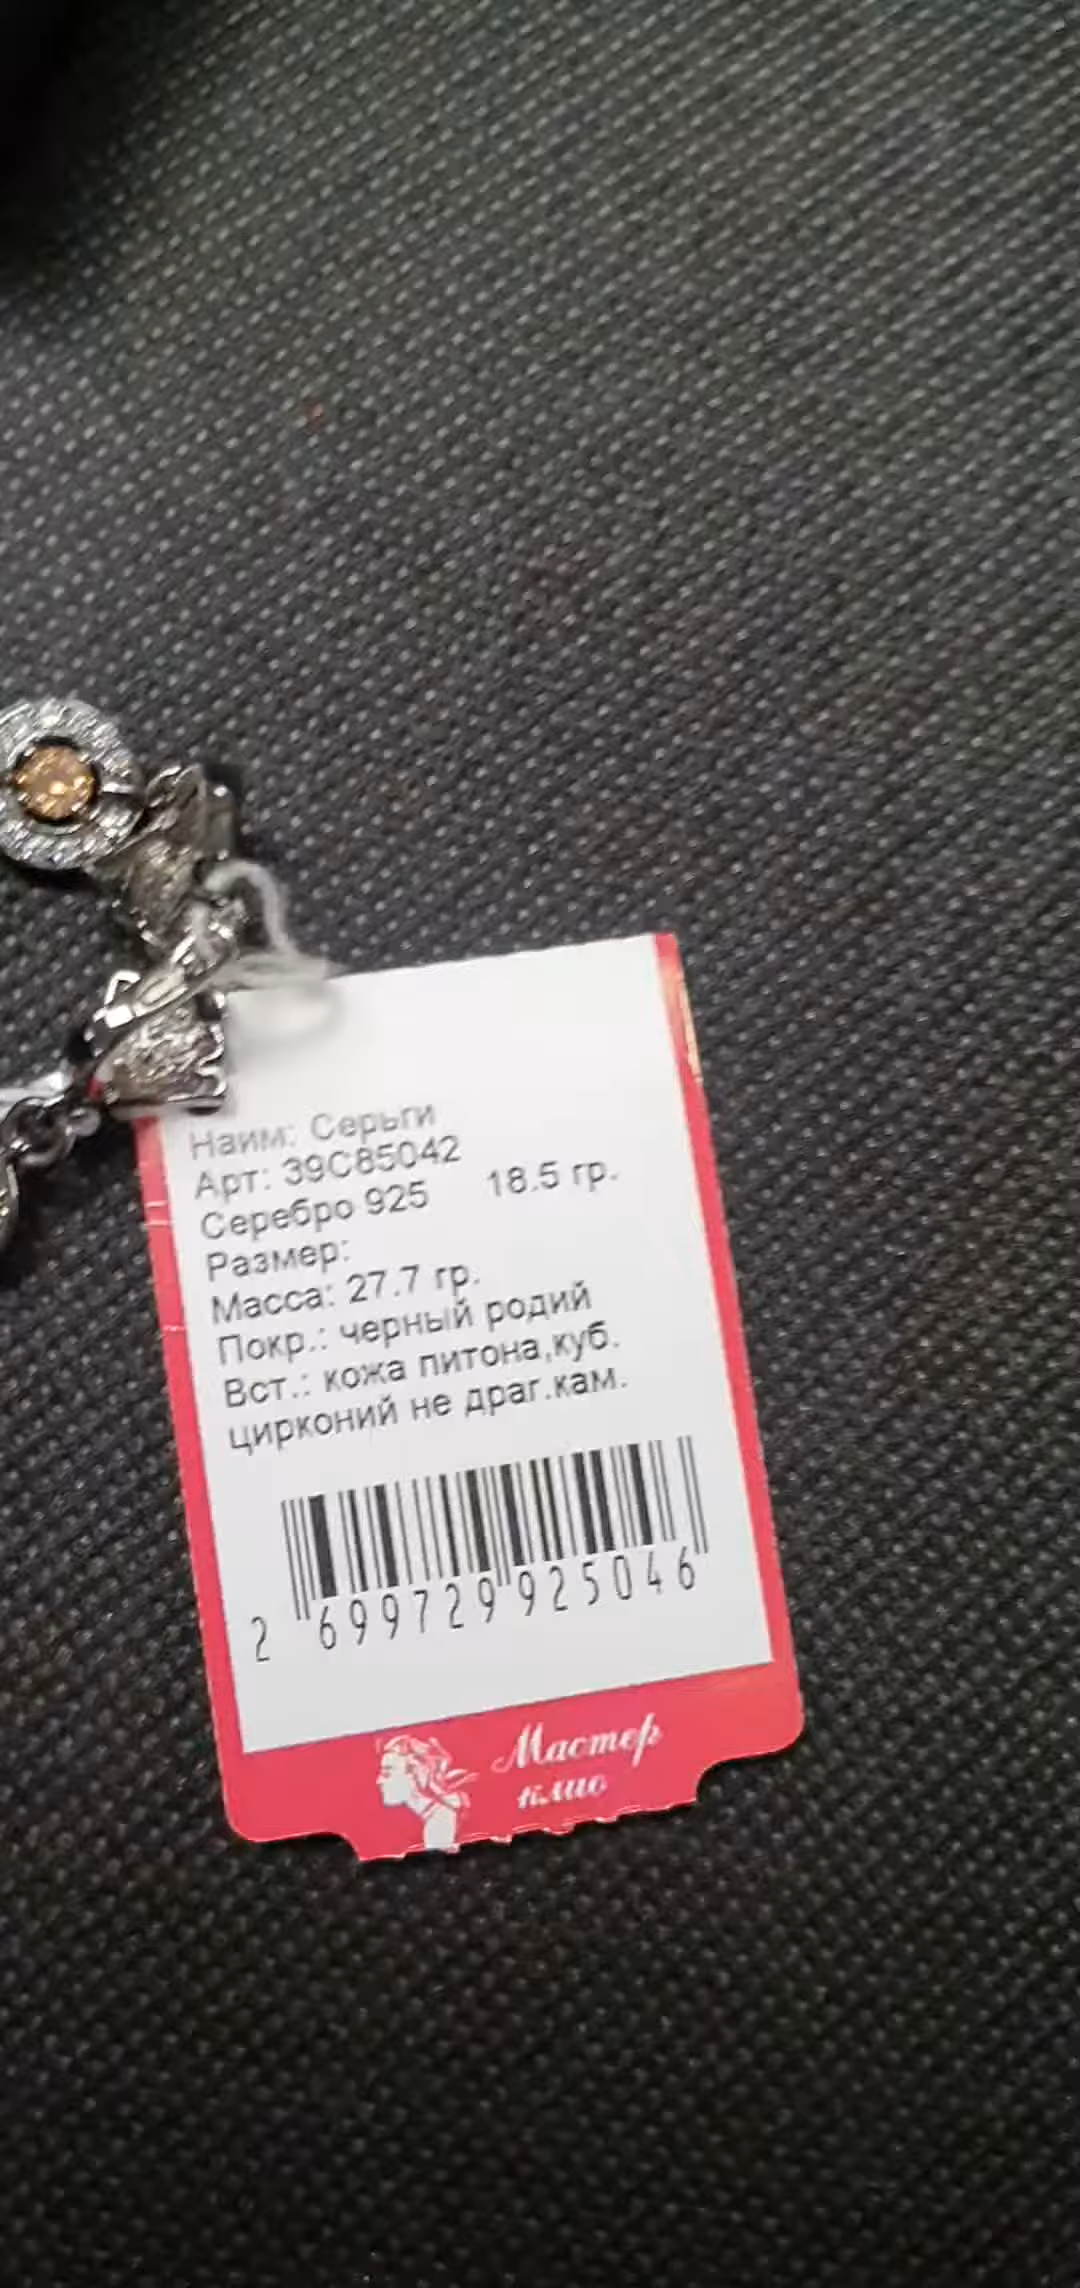 Наим: Серьги
Арт: 39С85042
Серебро 925 18.5 гр.
Размер:
Масса: 27.7 гр.
Покр.: черный родий
Вст.: кожа питона,куб.
цирконий не драг.кам.
2 699729 925046
Мастер
клио